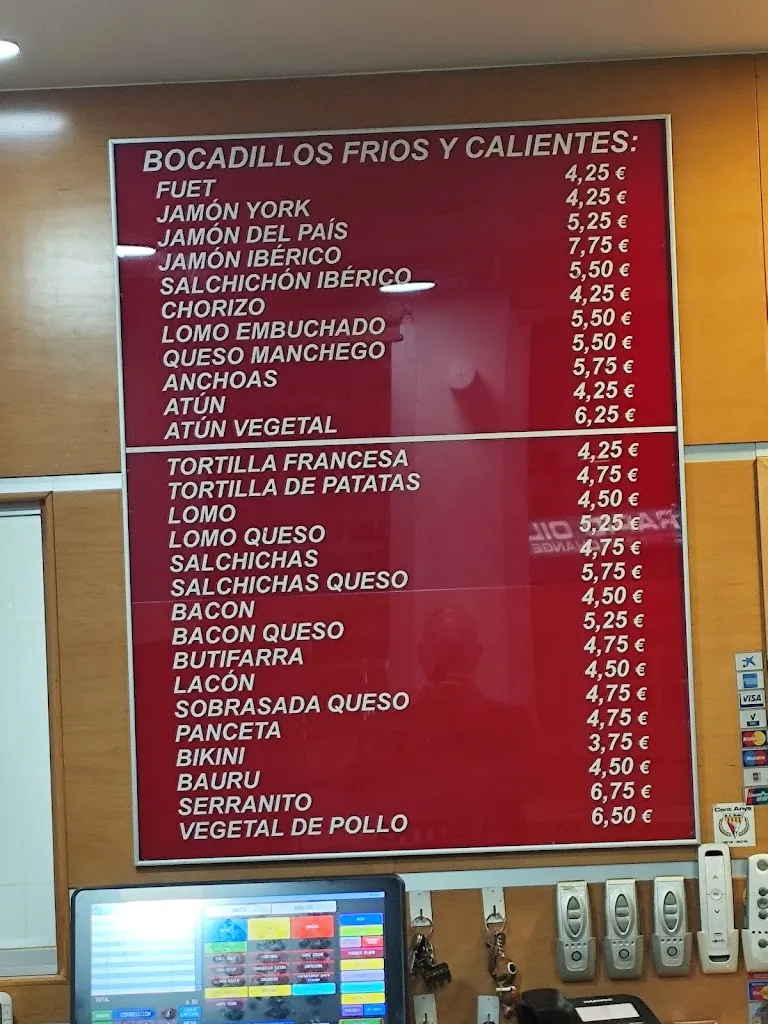 BOCADILLOS FRIOS Y CALIENTES:
FUET 4,25 €
JAMÓN YORK 4,25 €
JAMÓN DEL PAÍS 5,25 €
JAMÓN IBÉRICO 7,75 €
SALCHICHÓN IBÉRICO 5,50 €
CHORIZO 4,25 €
LOMO EMBUCHADO 5,50 €
QUESO MANCHEGO 5,50 €
ANCHOAS 5,75 €
ATÚN 4,25 €
ATÚN VEGETAL 6,25 €
TORTILLA FRANCESA 4,25 €
TORTILLA DE PATATAS 4,75 €
LOMO 4,50 €
LOMO QUESO 5,25 €
SALCHICHAS 4,75 €
SALCHICHAS QUESO 5,75 €
BACON 4,50 €
BACON QUESO 5,25 €
BUTIFARRA 4,75 €
LACÓN 4,50 €
SOBRASADA QUESO 4,75 €
PANCETA 4,75 €
BIKINI 3,75 €
BAURU 4,50 €
SERRANITO 6,75 €
VEGETAL DE POLLO 6,50 €
VISA
Cent Anys
TOTAL
CORRECCION